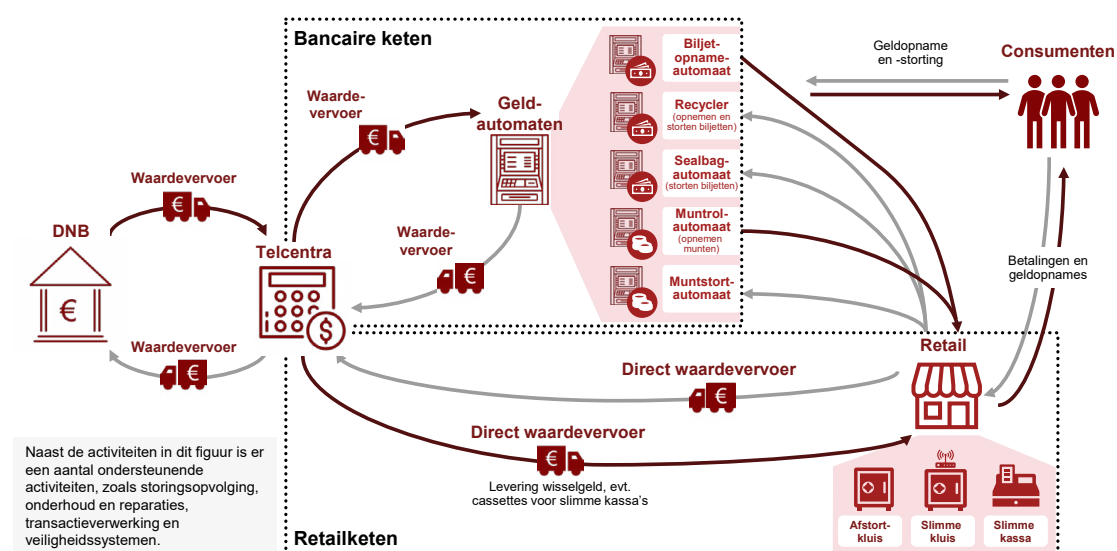 Bancaire keten
Biljet-
opname-
automaat
Geldopname
en -storting
Consumenten
Waarde-
vervoer
Geld-
automaten
Recycler
(opnemen en
storten biljetten)
Sealbag-
automaat
(storten biljetten)
Waardevervoer
€
DNB
€
Telcentra
$
Waarde-
vervoer
€
€
Muntrol-
automaat
(opnemen
munten)
Muntstort-
automaat
Betalingen en
geldopnames
Waardevervoer
€
Retail
Direct waardevervoer
€
Direct waardevervoer
€
Levering wisselgeld, evt.
cassettes voor slimme kassa's
Naast de activiteiten in dit figuur is er
een aantal ondersteunende
activiteiten, zoals storingsopvolging,
onderhoud en reparaties,
transactieverwerking en
veiligheidssystemen.
Afstort-
kluis
Slimme
kluis
Slimme
kassa
Retailketen